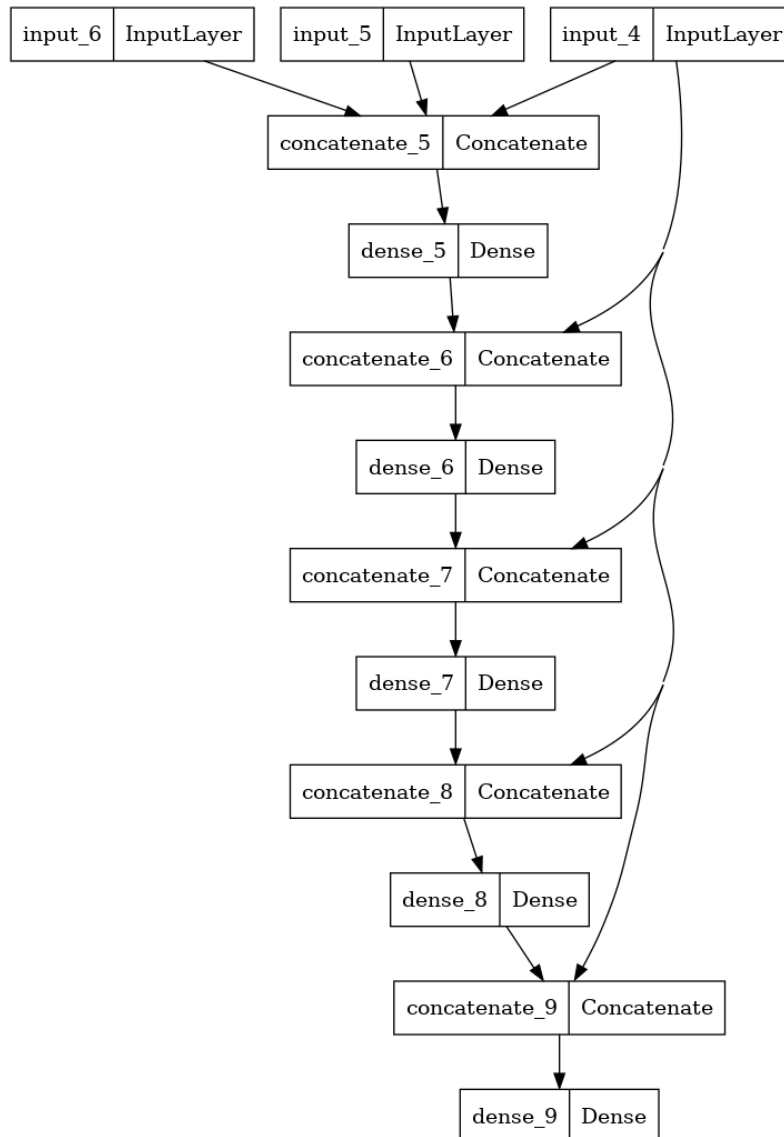 input_6 InputLayer input_5 InputLayer input_4 InputLayer
concatenate_5 Concatenate
dense_5 Dense
concatenate_6 Concatenate
dense_6 Dense
concatenate_7 Concatenate
dense_7 Dense
concatenate_8 Concatenate
dense_8 Dense
concatenate_9 Concatenate
dense_9 Dense